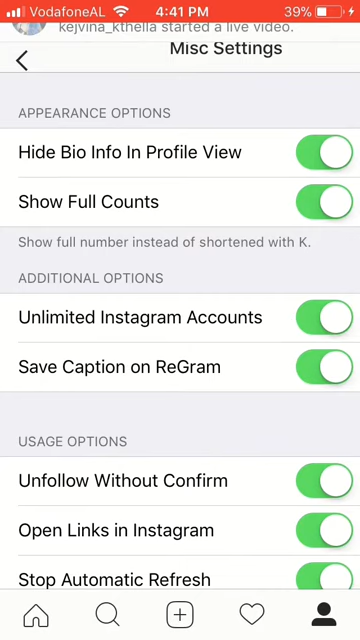 VodafoneAL 4:41 PM 39%
kejvina_kthella started a live video.
Misc Settings
APPEARANCE OPTIONS
Hide Bio Info In Profile View
Show Full Counts
Show full number instead of shortened with K.
ADDITIONAL OPTIONS
Unlimited Instagram Accounts
Save Caption on ReGram
USAGE OPTIONS
Unfollow Without Confirm
Open Links in Instagram
Stop Automatic Refresh